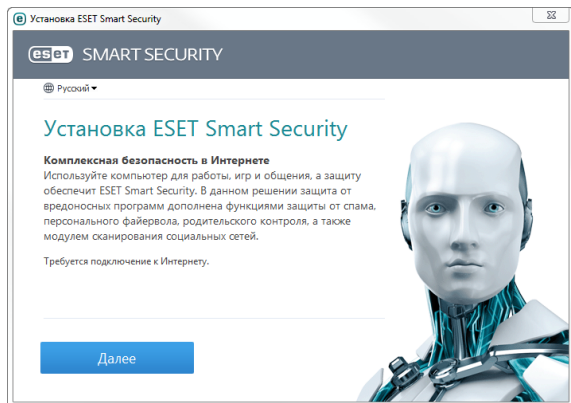 Установка ESET Smart Security
eset SMART SECURITY
Русский
Установка ESET Smart Security
Комплексная безопасность в Интернете
Используйте компьютер для работы, игр и общения, а защиту
обеспечит ESET Smart Security. В данном решении защита от
вредоносных программ дополнена функциями защиты от спама,
персонального файервола, родительского контроля, а также
модулем сканирования социальных сетей.
Требуется подключение к Интернету.
Далее